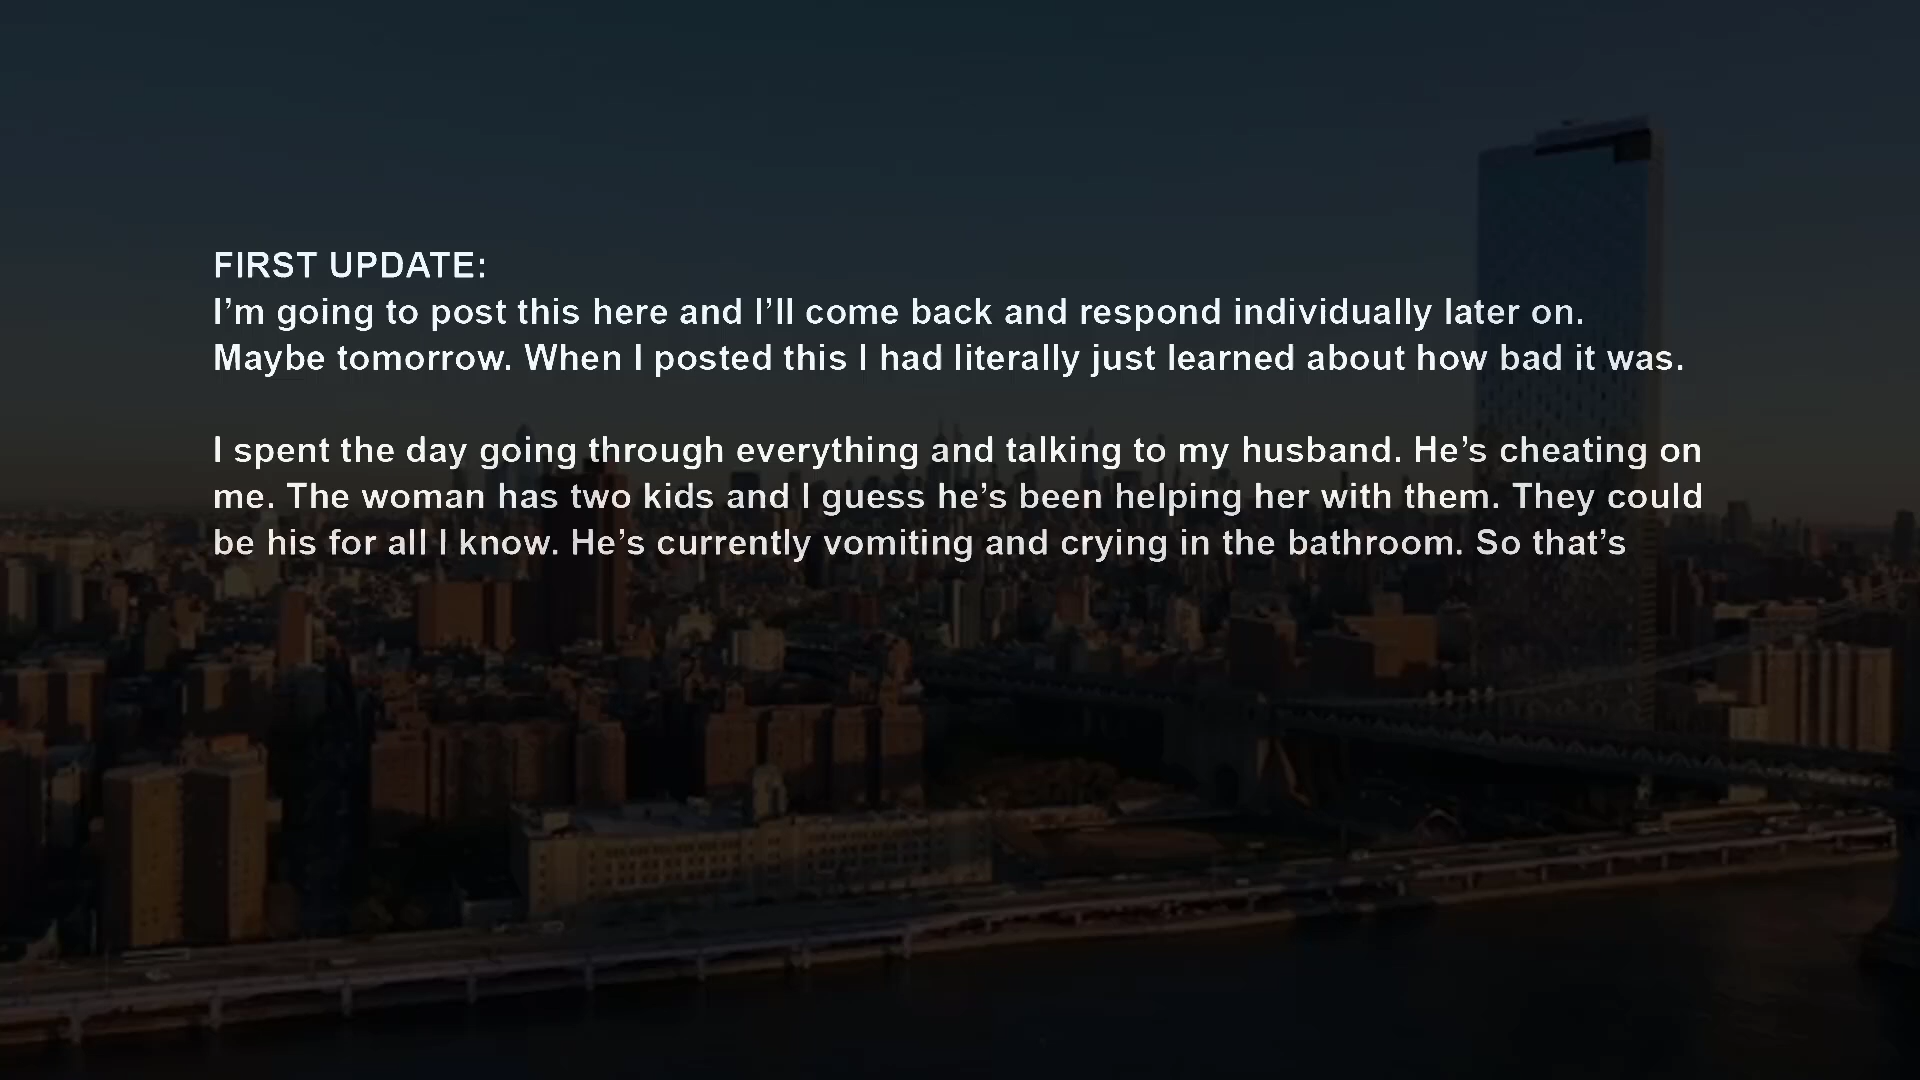 FIRST UPDATE:
I’m going to post this here and I’ll come back and respond individually later on.
Maybe tomorrow. When I posted this I had literally just learned about how bad it was.
I spent the day going through everything and talking to my husband. He’s cheating on
me. The woman has two kids and I guess he’s been helping her with them. They could
be his for all I know. He’s currently vomiting and crying in the bathroom. So that’s